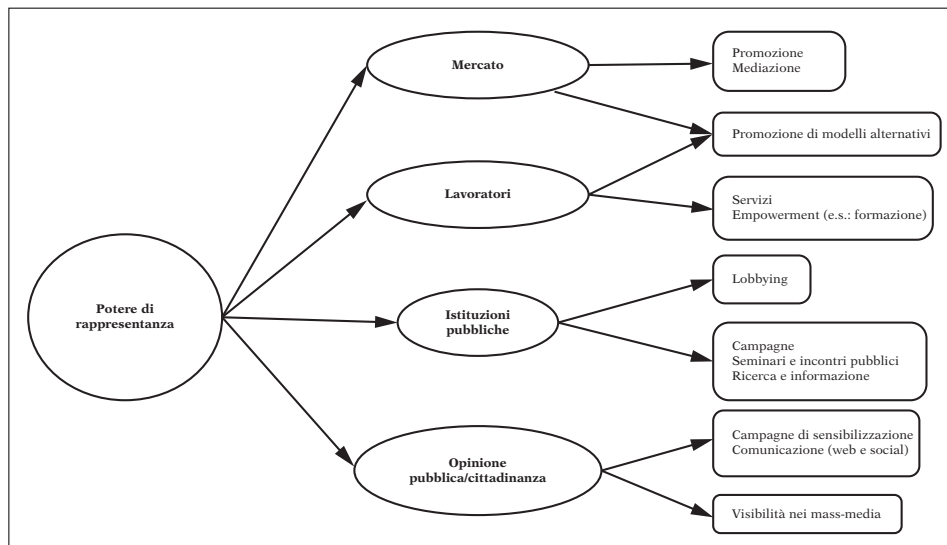 Potere di
rappresentanza
Mercato
Lavoratori
Istituzioni
pubbliche
Opinione
pubblica/cittadinanza
Promozione
Mediazione
Promozione di modelli alternativi
Servizi
Empowerment (e.s.: formazione)
Lobbying
Campagne
Seminari e incontri pubblici
Ricerca e informazione
Campagne di sensibilizzazione
Comunicazione (web e social)
Visibilità nei mass-media